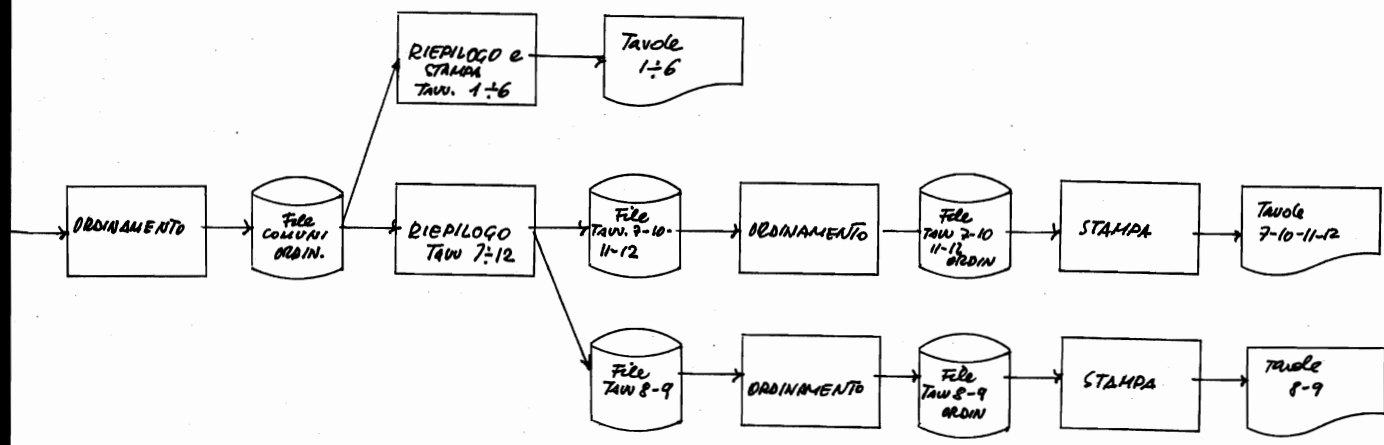 RIEPILOGO e
STAMPA
TAVV. 1÷6
Tavole
1÷6
ORDINAMENTO
File
COMUNI
ORDIN.
RIEPILOGO
TAVV 7÷12
File
TAVV. 7-10-
11-12
ORDINAMENTO
File
TAVV 7-10
11-12
ORDIN
STAMPA
Tavole
7-10-11-12
File
TAVV 8-9
ORDINAMENTO
File
TAVV 8-9
ORDIN
STAMPA
Tavole
8-9